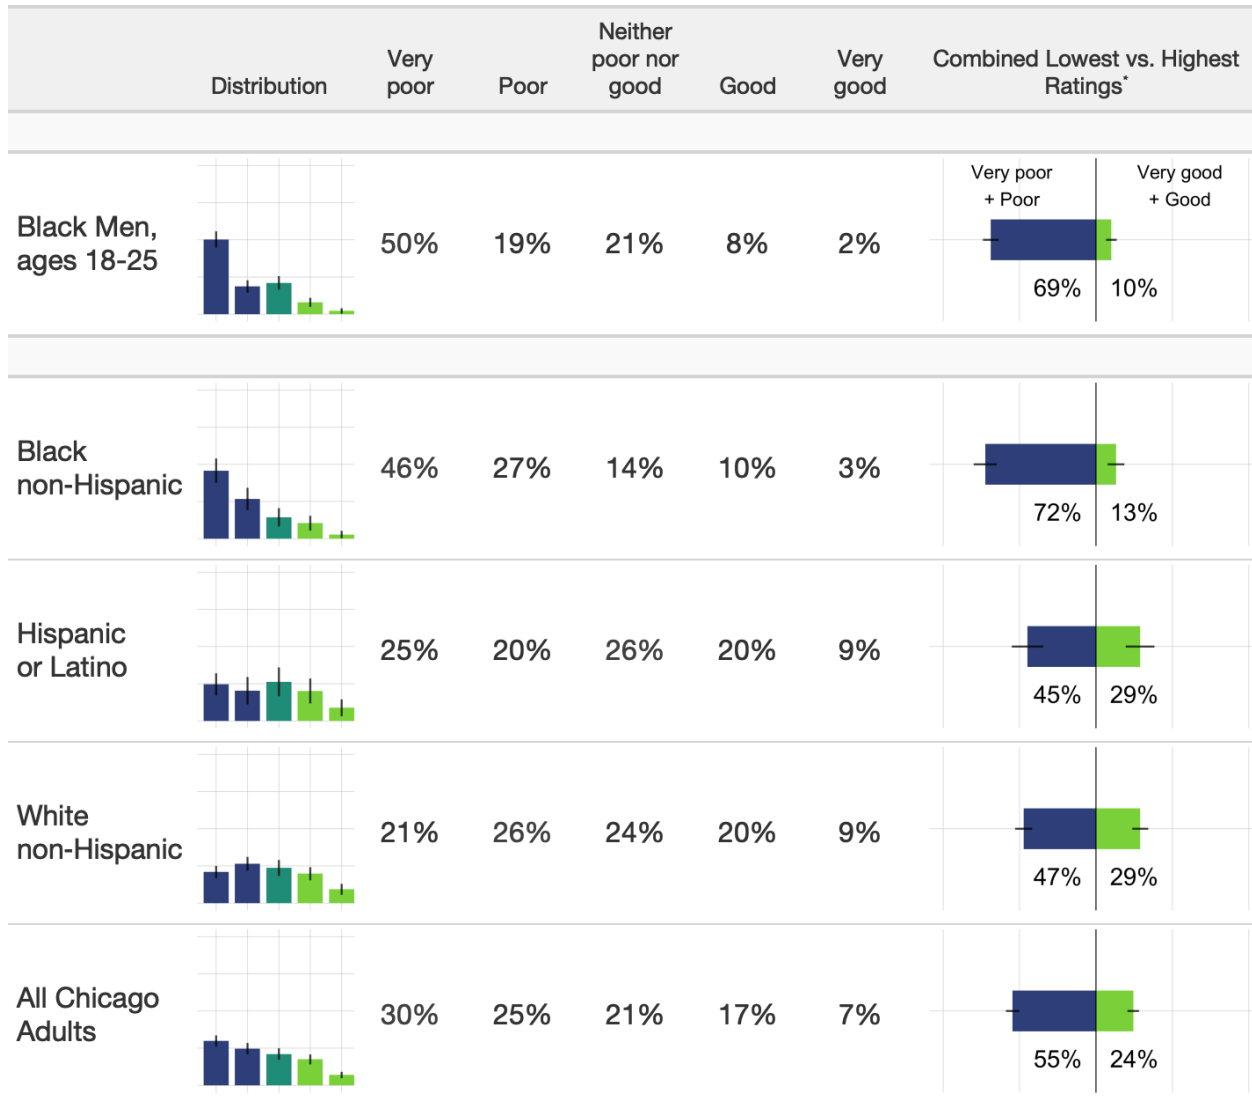 Distribution
Very
poor
Poor
Neither
poor nor
good
Good
Very
good
Combined Lowest vs. Highest
Ratings*
Black Men,
ages 18-25
50%
19%
21%
8%
2%
Very poor
+ Poor
Very good
+ Good
69%
10%
Black
non-Hispanic
46%
27%
14%
10%
3%
72%
13%
Hispanic
or Latino
25%
20%
26%
20%
9%
45%
29%
White
non-Hispanic
21%
26%
24%
20%
9%
47%
29%
All Chicago
Adults
30%
25%
21%
17%
7%
55%
24%